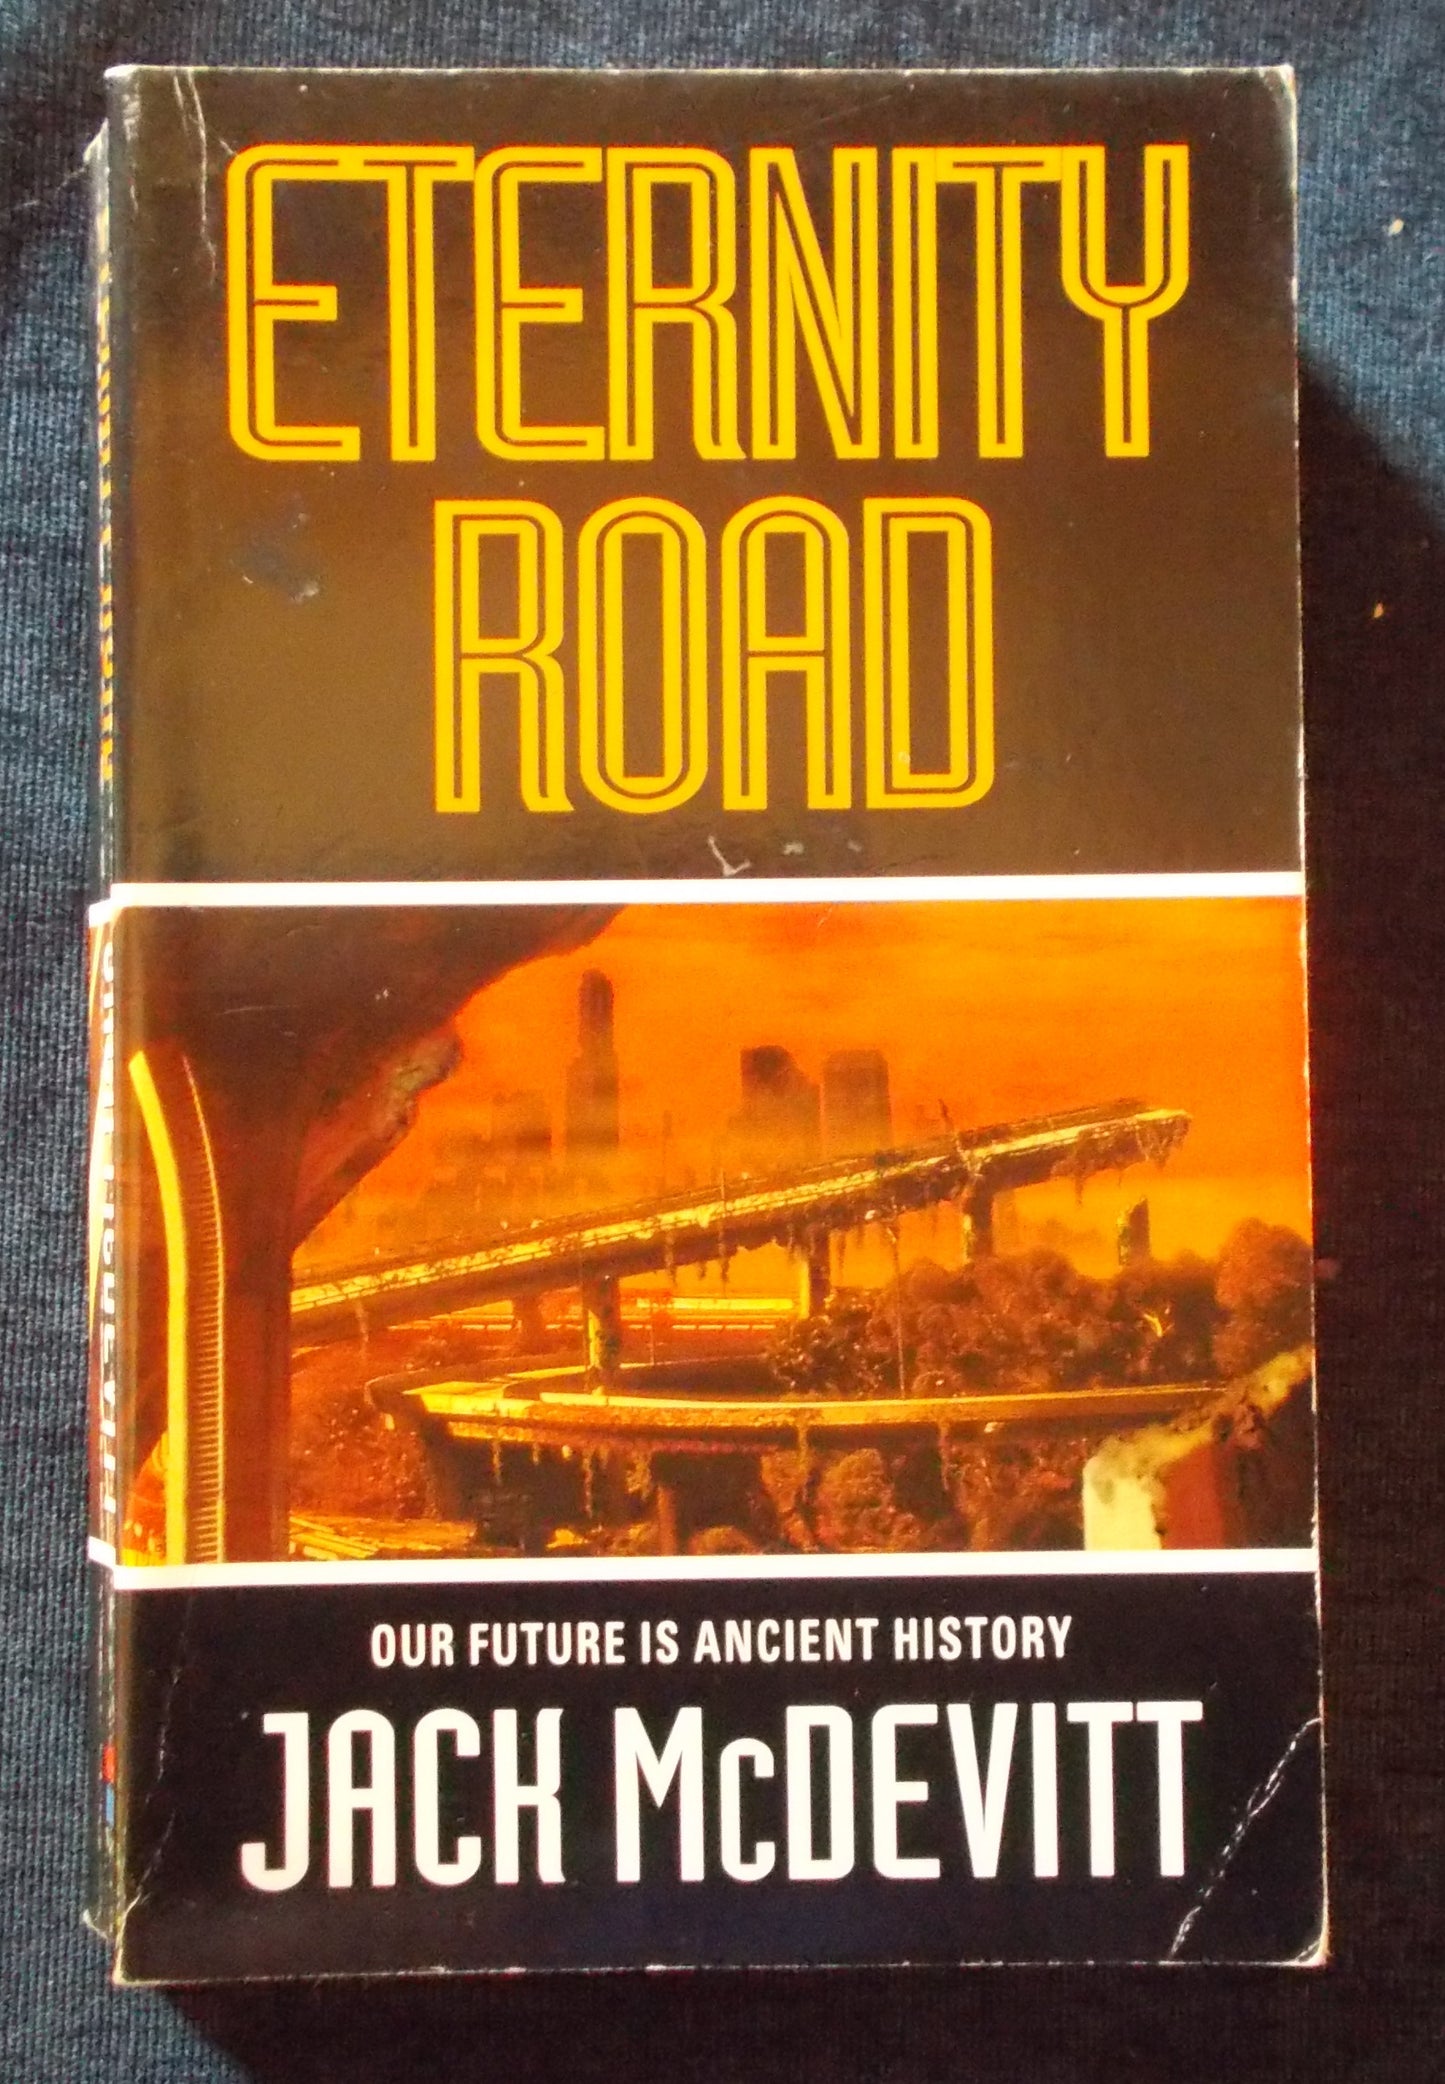 ETERNITY
ROAD
OUR FUTURE IS ANCIENT HISTORY
JACK McDEVITT